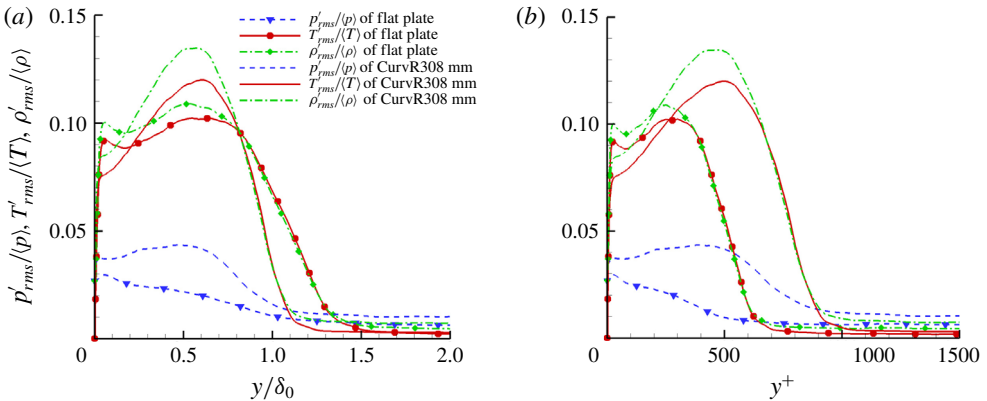 (a)
p′rms/⟨p⟩, T′rms/⟨T⟩, ρ′rms/⟨ρ⟩
0.15
0.10
0.05
0
0.5
1.0
1.5
2.0
y/δ0
p′rms/⟨p⟩ of flat plate
T′rms/⟨T⟩ of flat plate
ρ′rms/⟨ρ⟩ of flat plate
p′rms/⟨p⟩ of CurvR308 mm
T′rms/⟨T⟩ of CurvR308 mm
ρ′rms/⟨ρ⟩ of CurvR308 mm
(b)
0.15
0.10
0.05
0
500
1000
1500
y+